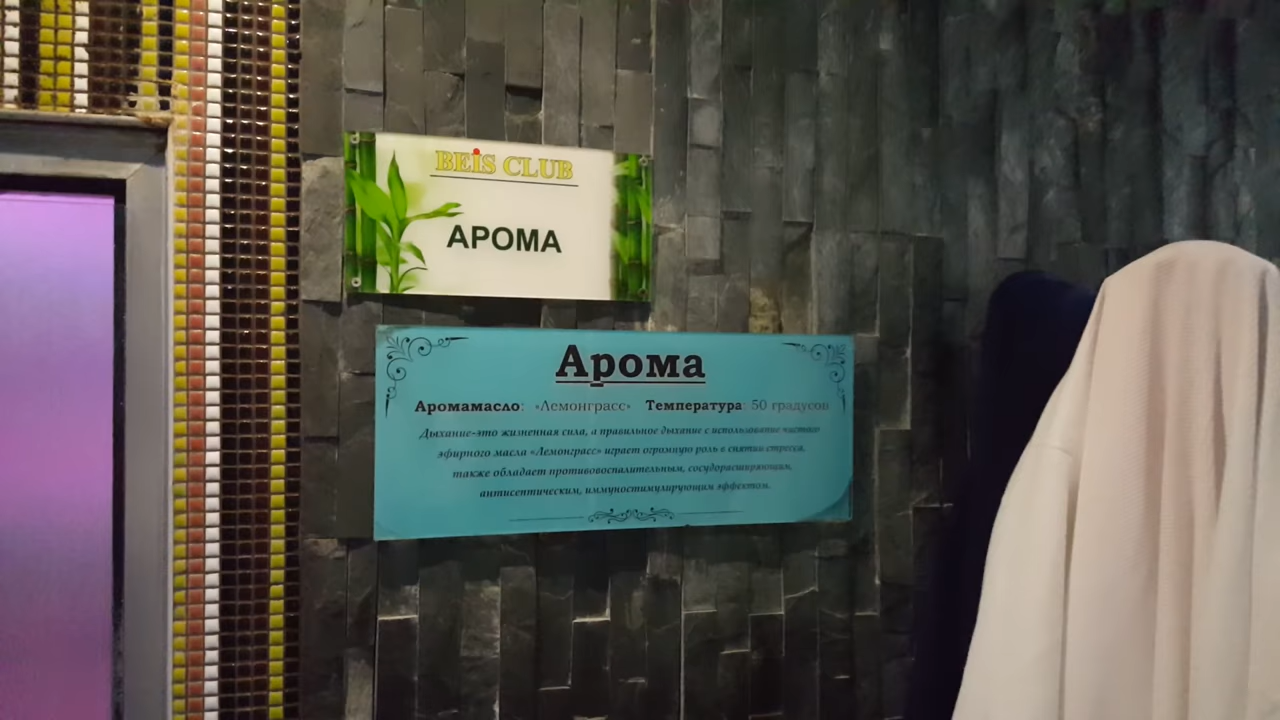 BEiS CLUB
АРОМА
Арома
Аромамасло: «Лемонграсс» Температура: 50 градусов
Дыхание-это жизненная сила, а правильное дыхание с использование чистого
эфирного масла «Лемонграсс» играет огромную роль в снятии стресса,
также обладает противовоспалительным, сосудорасширяющим,
антисептическим, иммуностимулирующим эффектом.